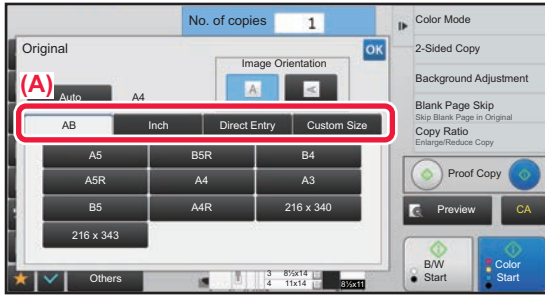 No. of copies 1
Color Mode
Original
OK
2-Sided Copy
Image Orientation
Background Adjustment
(A)
Auto A4
A A
Blank Page Skip
Skip Blank Page in Original
AB Inch Direct Entry Custom Size
Copy Ratio
Enlarge/Reduce Copy
A5 B5R B4
Proof Copy
A5R A4 A3
B5 A4R 216 x 340
Preview CA
216 x 343
B/W
Start
Color
Start
Others
3 8½x14
4 11x14
8½x11